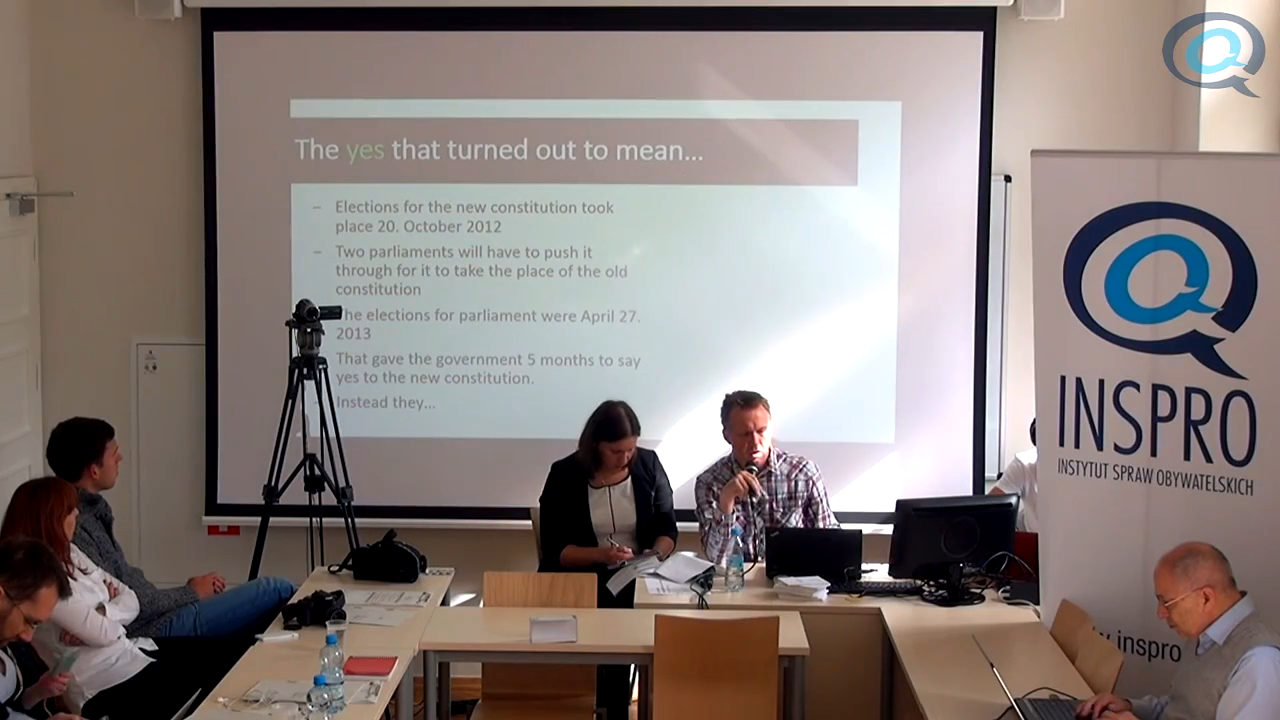 The yes that turned out to mean...
– Elections for the new constitution took
place 20. October 2012
– Two parliaments will have to push it
through for it to take the place of the old
constitution
he elections for parliament were April 27.
2013
That gave the government 5 months to say
yes to the new constitution.
Instead they...
INSPRO
INSTYTUT SPRAW OBYWATELSKICH
inspro